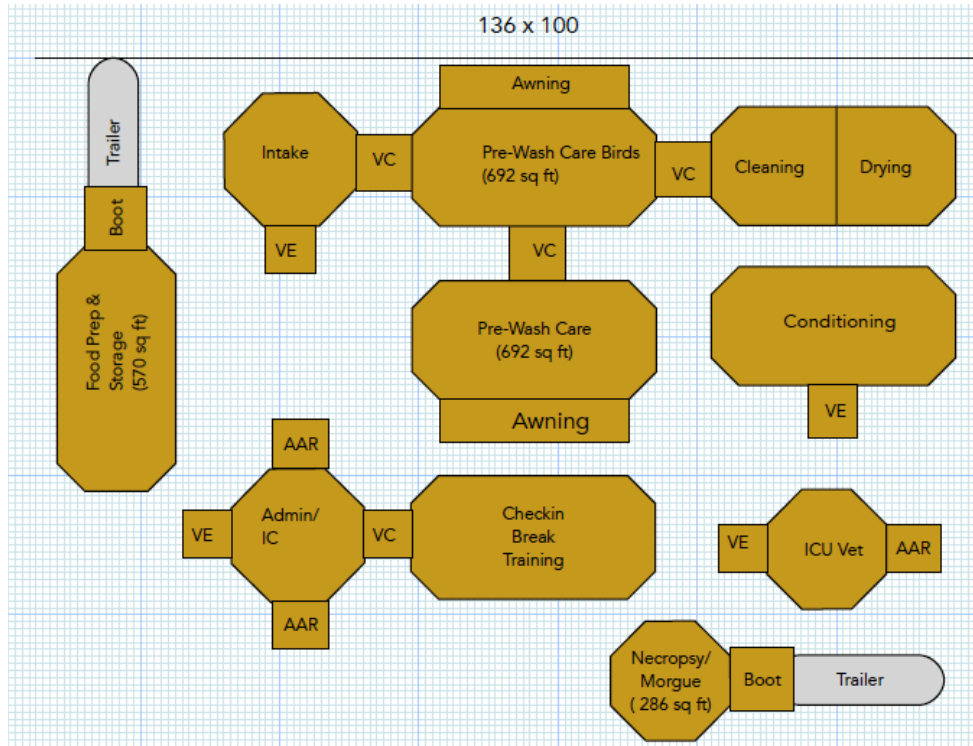 136 x 100
Awning
Trailer
Intake
VC
Pre-Wash Care Birds
(692 sq ft)
VC
Cleaning
Drying
Boot
VE
VC
Food Prep &
Storage
(570 sq ft)
Pre-Wash Care
(692 sq ft)
Conditioning
Awning
VE
AAR
Admin/
IC
VE
VC
Checkin
Break
Training
VE
ICU Vet
AAR
AAR
Necropsy/
Morgue
( 286 sq ft)
Boot
Trailer